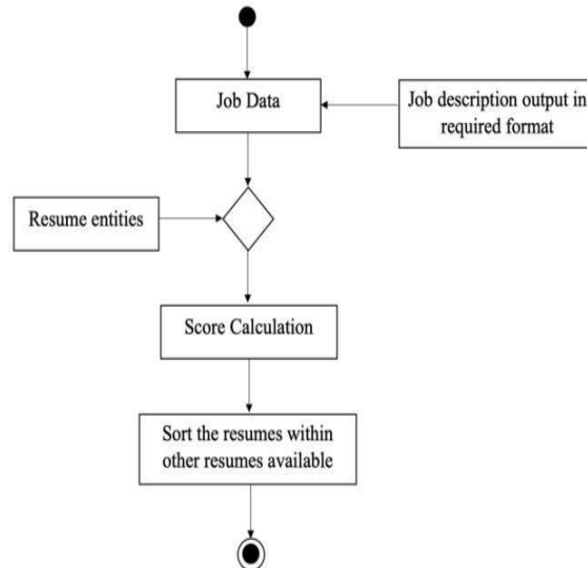 Job Data
Job description output in
required format
Resume entities
Score Calculation
Sort the resumes within
other resumes available